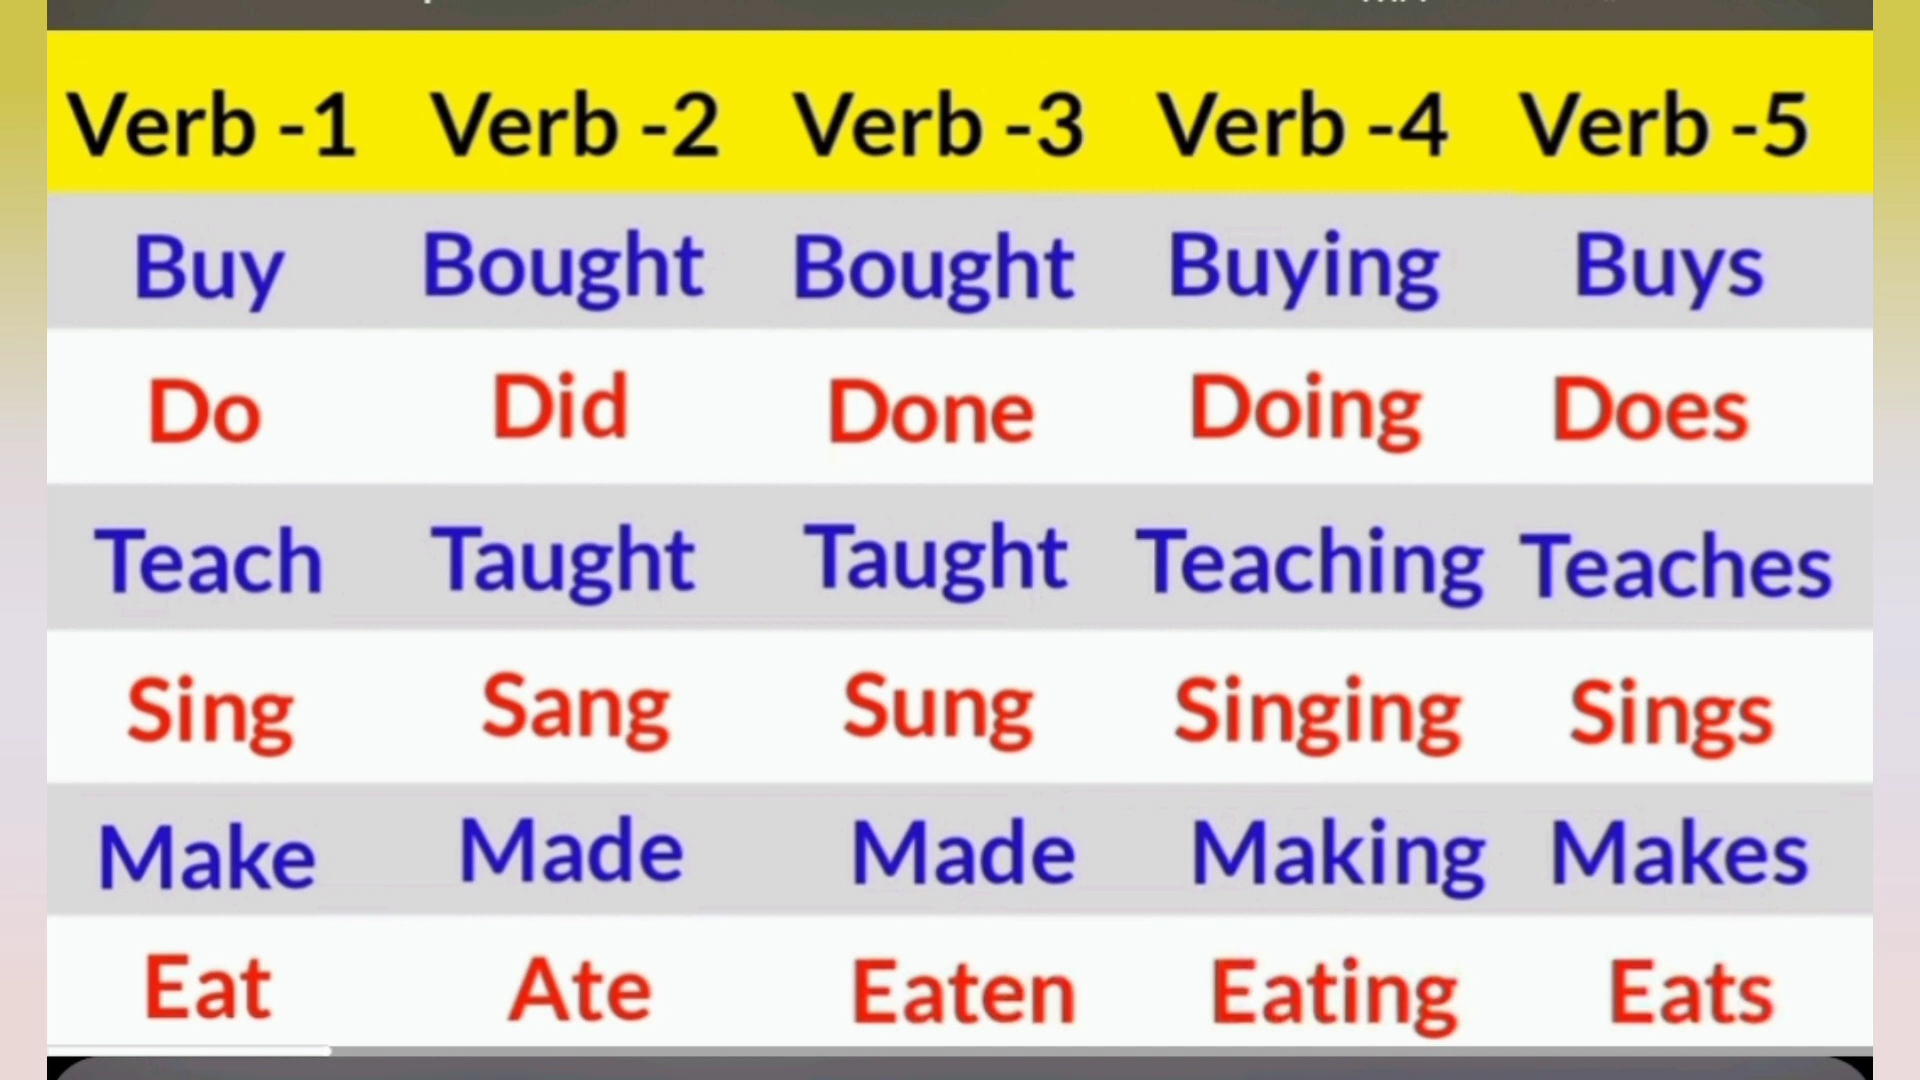 Verb -1 Verb -2 Verb -3 Verb -4 Verb -5
Buy Bought Bought Buying Buys
Do Did Done Doing Does
Teach Taught Taught Teaching Teaches
Sing Sang Sung Singing Sings
Make Made Made Making Makes
Eat Ate Eaten Eating Eats